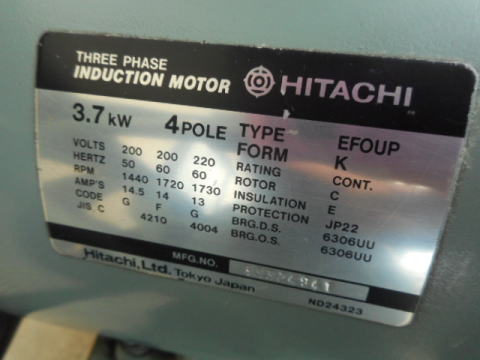 THREE PHASE
INDUCTION MOTOR HITACHI
3.7 kW 4 POLE TYPE EFOUP
FORM K
VOLTS 200 200 220 RATING CONT.
HERTZ 50 60 60 ROTOR C
RPM 1440 1720 1730 INSULATION E
AMP'S 14.5 14 13 PROTECTION JP22
CODE G F G BRG.D.S. 6306UU
JIS. C 4210 4004 BRG.O.S. 6306UU
MFG.NO.
Hitachi, Ltd. Tokyo Japan
ND24323